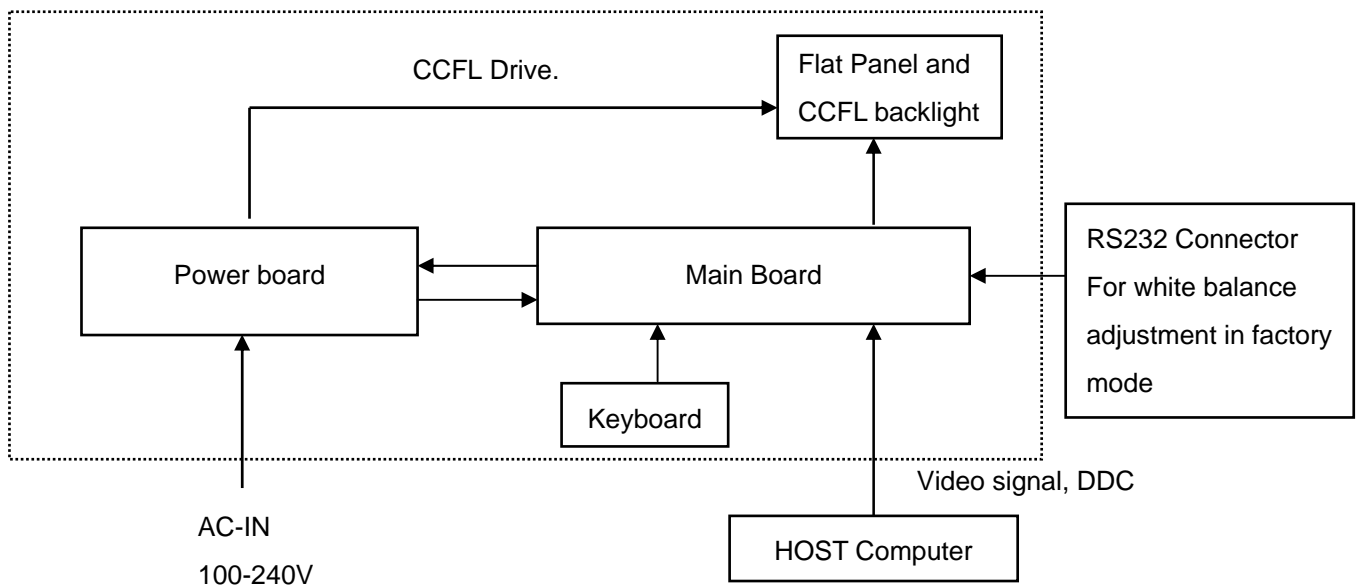 CCFL Drive.
Flat Panel and
CCFL backlight
Power board
Main Board
RS232 Connector
For white balance
adjustment in factory
mode
Keyboard
Video signal, DDC
AC-IN
100-240V
HOST Computer